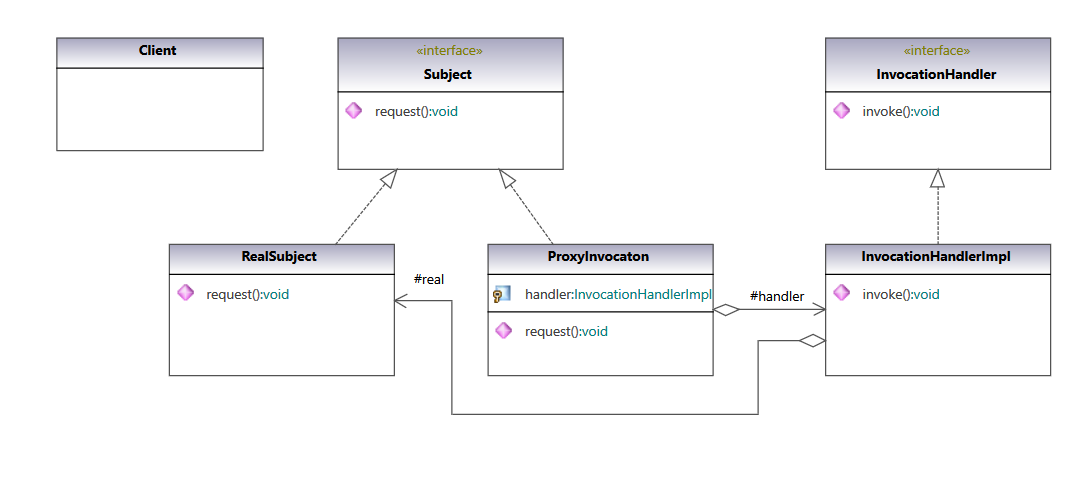 Client
«interface»
Subject
request():void
«interface»
InvocationHandler
invoke():void
RealSubject
request():void
#real
ProxyInvocaton
handler:InvocationHandlerImpl
request():void
#handler
InvocationHandlerImpl
invoke():void